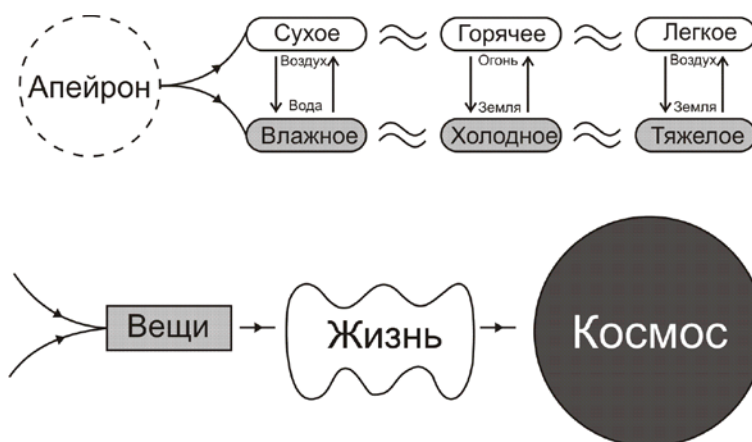 Сухое Горячее Легкое
Воздух Огонь Воздух
Апейрон
Вода Земля Земля
Влажное Холодное Тяжелое
Вещи Жизнь Космос